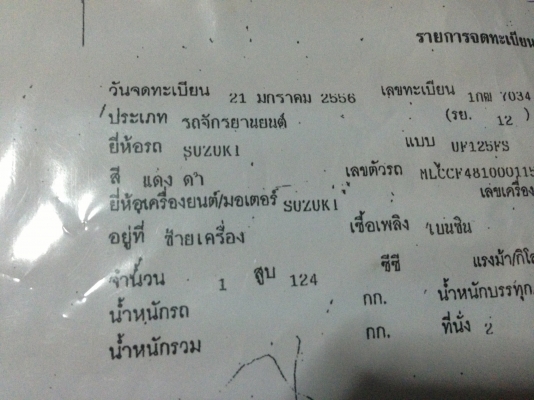 รายการจดทะเบียน
วันจดทะเบียน 21 มกราคม 2556 เลขทะเบียน 1กฒ 7034
ประเภท รถจักรยานยนต์ (รย. 12 )
ยี่ห้อรถ SUZUKI แบบ UF125FS
สี แดง ดำ เลขตัวรถ MLCCF481000115
ยี่ห้อเครื่องยนต์/มอเตอร์ SUZUKI เลขเครื่อง
อยู่ที่ ซ้ายเครื่อง เชื้อเพลิง เบนซิน
จำนวน 1 สูบ 124 ซีซี แรงม้า/กิโล
น้ำหนักรถ กก. น้ำหนักบรรทุก
น้ำหนักรวม กก. ที่นั่ง 2